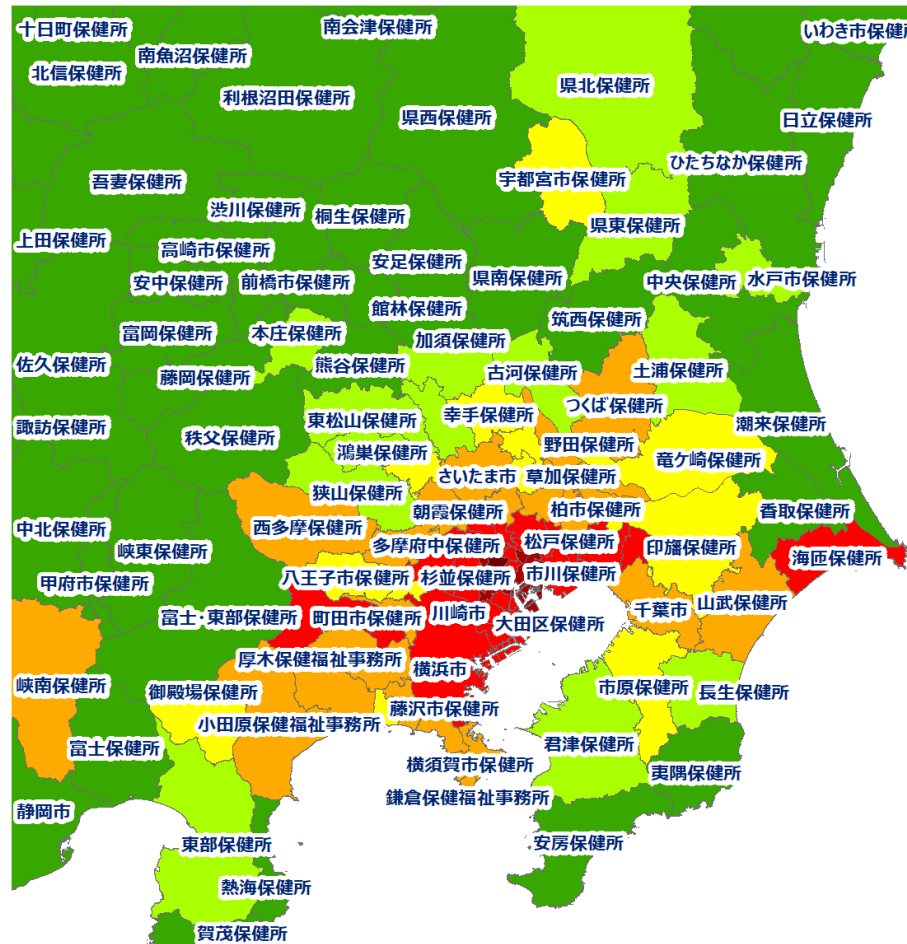 十日町保健所
南会津保健所
いわき市保健所
南魚沼保健所
北信保健所
県北保健所
利根沼田保健所
県西保健所
日立保健所
ひたちなか保健所
吾妻保健所
宇都宮市保健所
渋川保健所
桐生保健所
県東保健所
上田保健所
高崎市保健所
安足保健所
安中保健所
前橋市保健所
県南保健所
中央保健所
水戸市保健所
館林保健所
筑西保健所
富岡保健所
本庄保健所
加須保健所
佐久保健所
熊谷保健所
古河保健所
土浦保健所
藤岡保健所
つくば保健所
東松山保健所
幸手保健所
諏訪保健所
潮来保健所
秩父保健所
野田保健所
鴻巣保健所
竜ケ崎保健所
さいたま市
草加保健所
狭山保健所
柏市保健所
朝霞保健所
香取保健所
中北保健所
西多摩保健所
峡東保健所
多摩府中保健所
松戸保健所
印旛保健所
海匝保健所
甲府市保健所
八王子市保健所
杉並保健所
市川保健所
山武保健所
富士・東部保健所
町田市保健所
川崎市
千葉市
大田区保健所
厚木保健福祉事務所
横浜市
峡南保健所
御殿場保健所
市原保健所
長生保健所
藤沢市保健所
小田原保健福祉事務所
富士保健所
君津保健所
横須賀市保健所
夷隅保健所
鎌倉保健福祉事務所
静岡市
東部保健所
安房保健所
熱海保健所
賀茂保健所